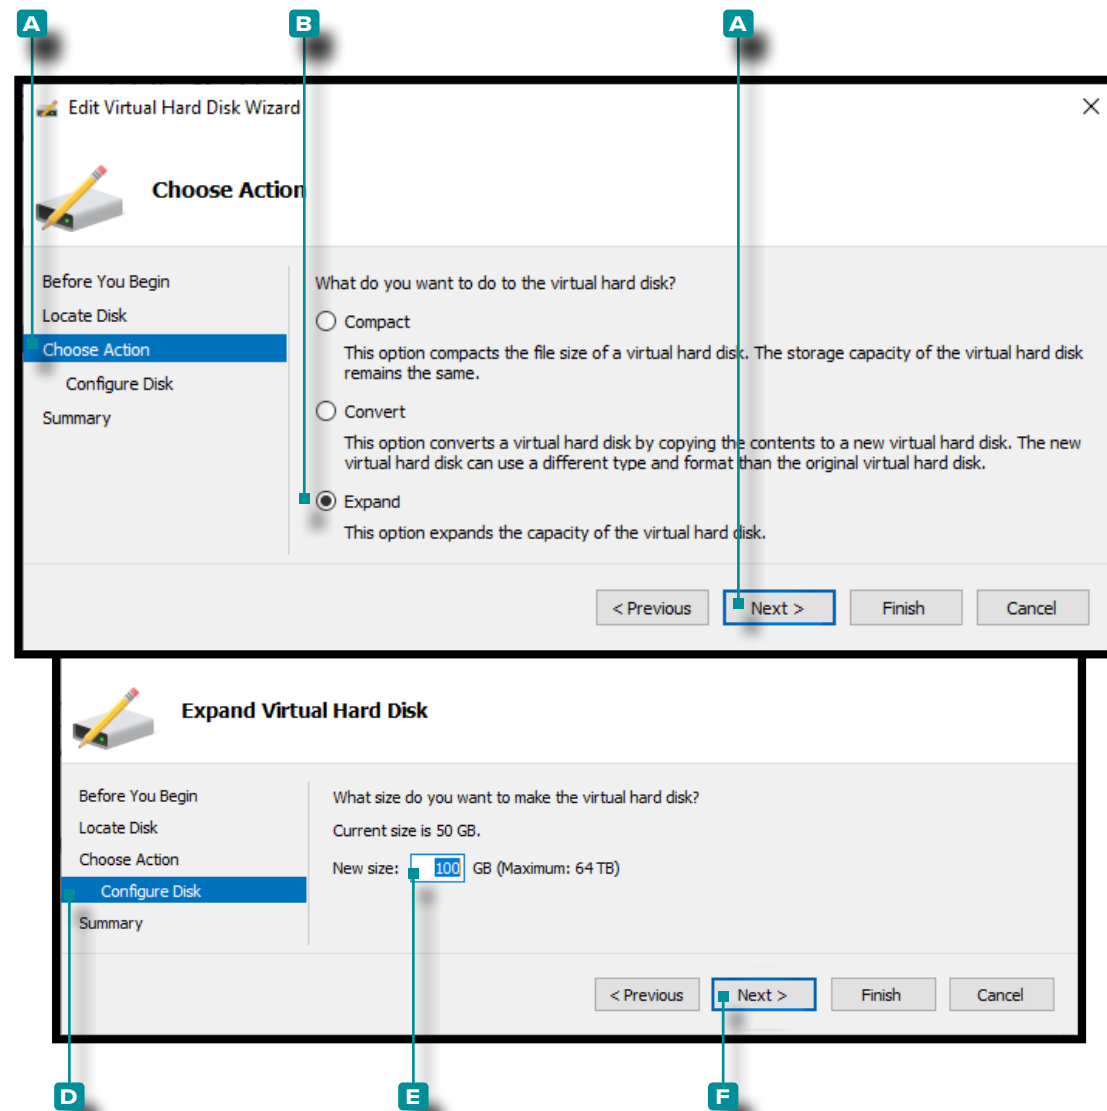 A B A
Edit Virtual Hard Disk Wizard
Choose Action
Before You Begin
Locate Disk
Choose Action
Configure Disk
Summary
What do you want to do to the virtual hard disk?
Compact
This option compacts the file size of a virtual hard disk. The storage capacity of the virtual hard disk
remains the same.
Convert
This option converts a virtual hard disk by copying the contents to a new virtual hard disk. The new
virtual hard disk can use a different type and format than the original virtual hard disk.
Expand
This option expands the capacity of the virtual hard disk.
< Previous Next > Finish Cancel
Expand Virtual Hard Disk
Before You Begin
Locate Disk
Choose Action
Configure Disk
Summary
What size do you want to make the virtual hard disk?
Current size is 50 GB.
New size: 100 GB (Maximum: 64 TB)
< Previous Next > Finish Cancel
D E F